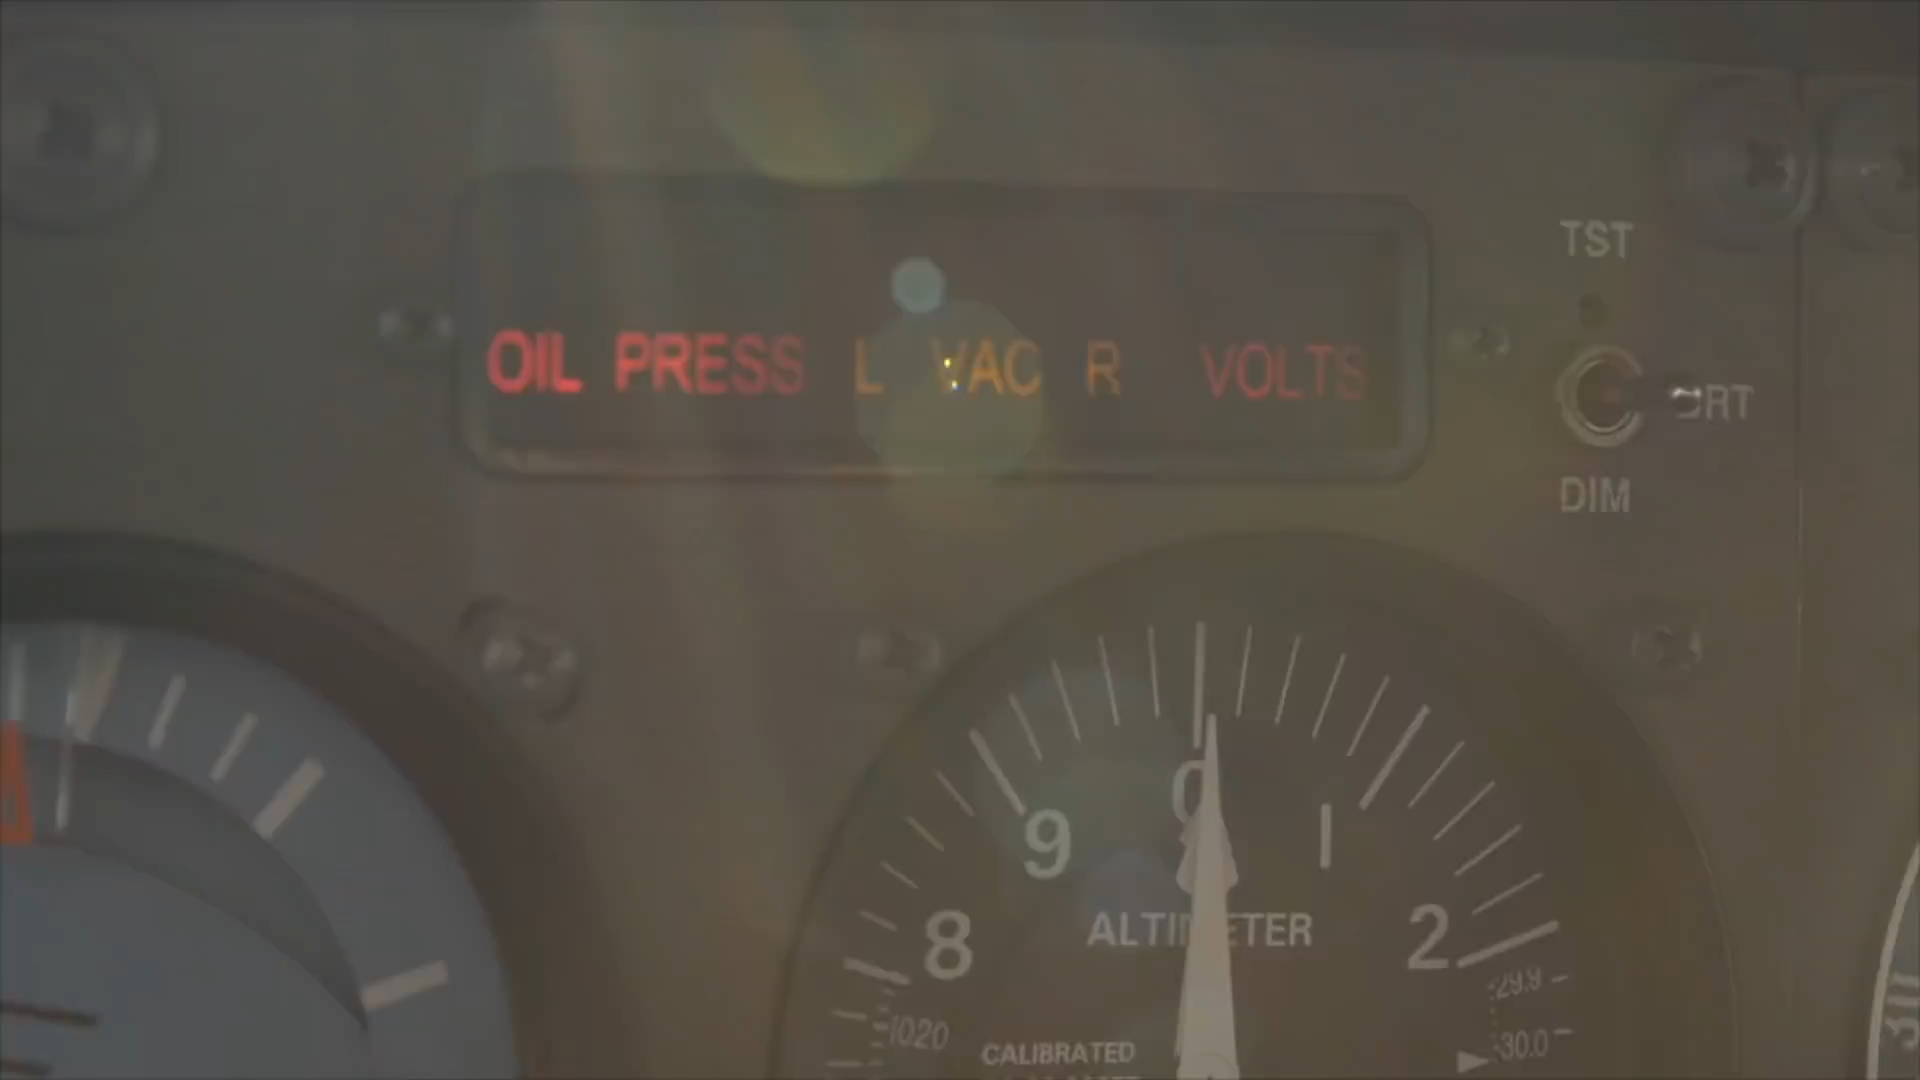 TST
OIL PRESS L VAC R VOLTS
BRT
DIM
0
9
1
ALTIMETER
8
2
29.9
1020
30.0
CALIBRATED